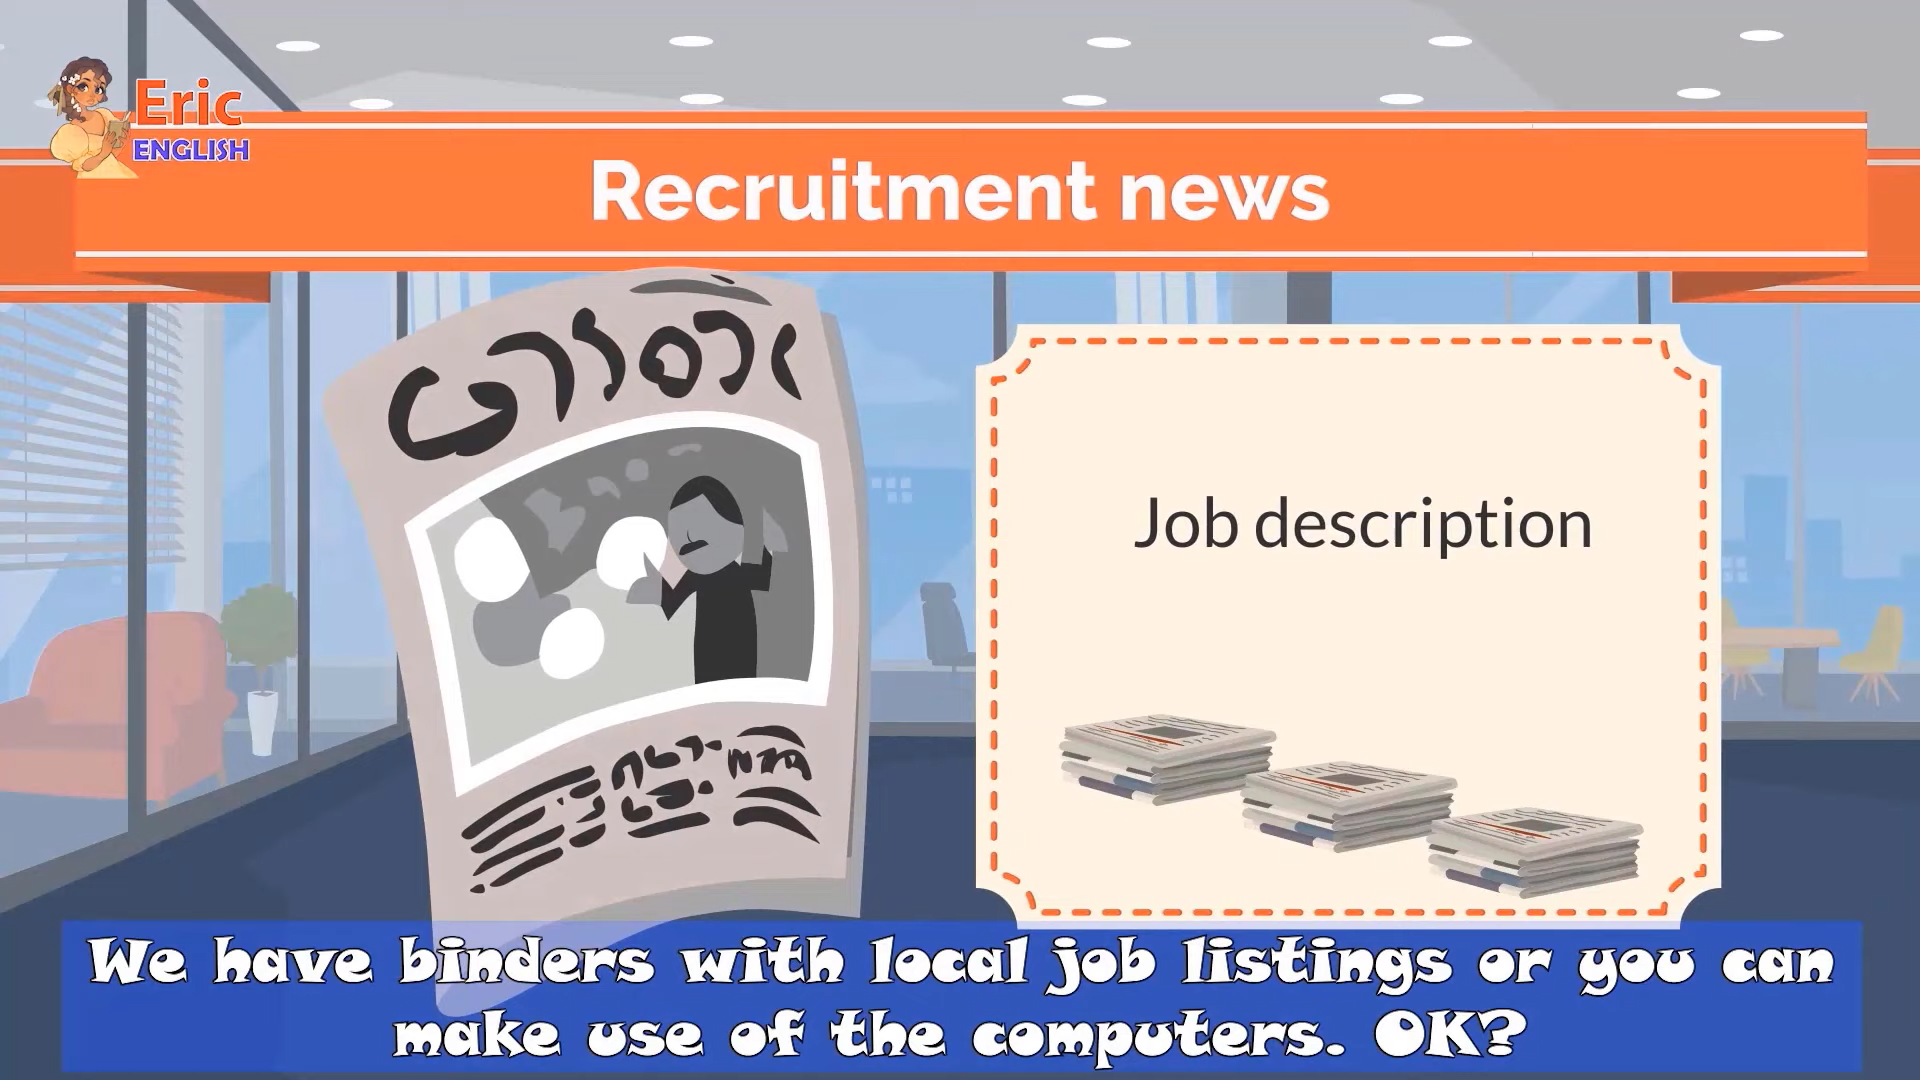 Eric
ENGLISH
Recruitment news
Job description
We have binders with local job listings or you can
make use of the computers. OK?